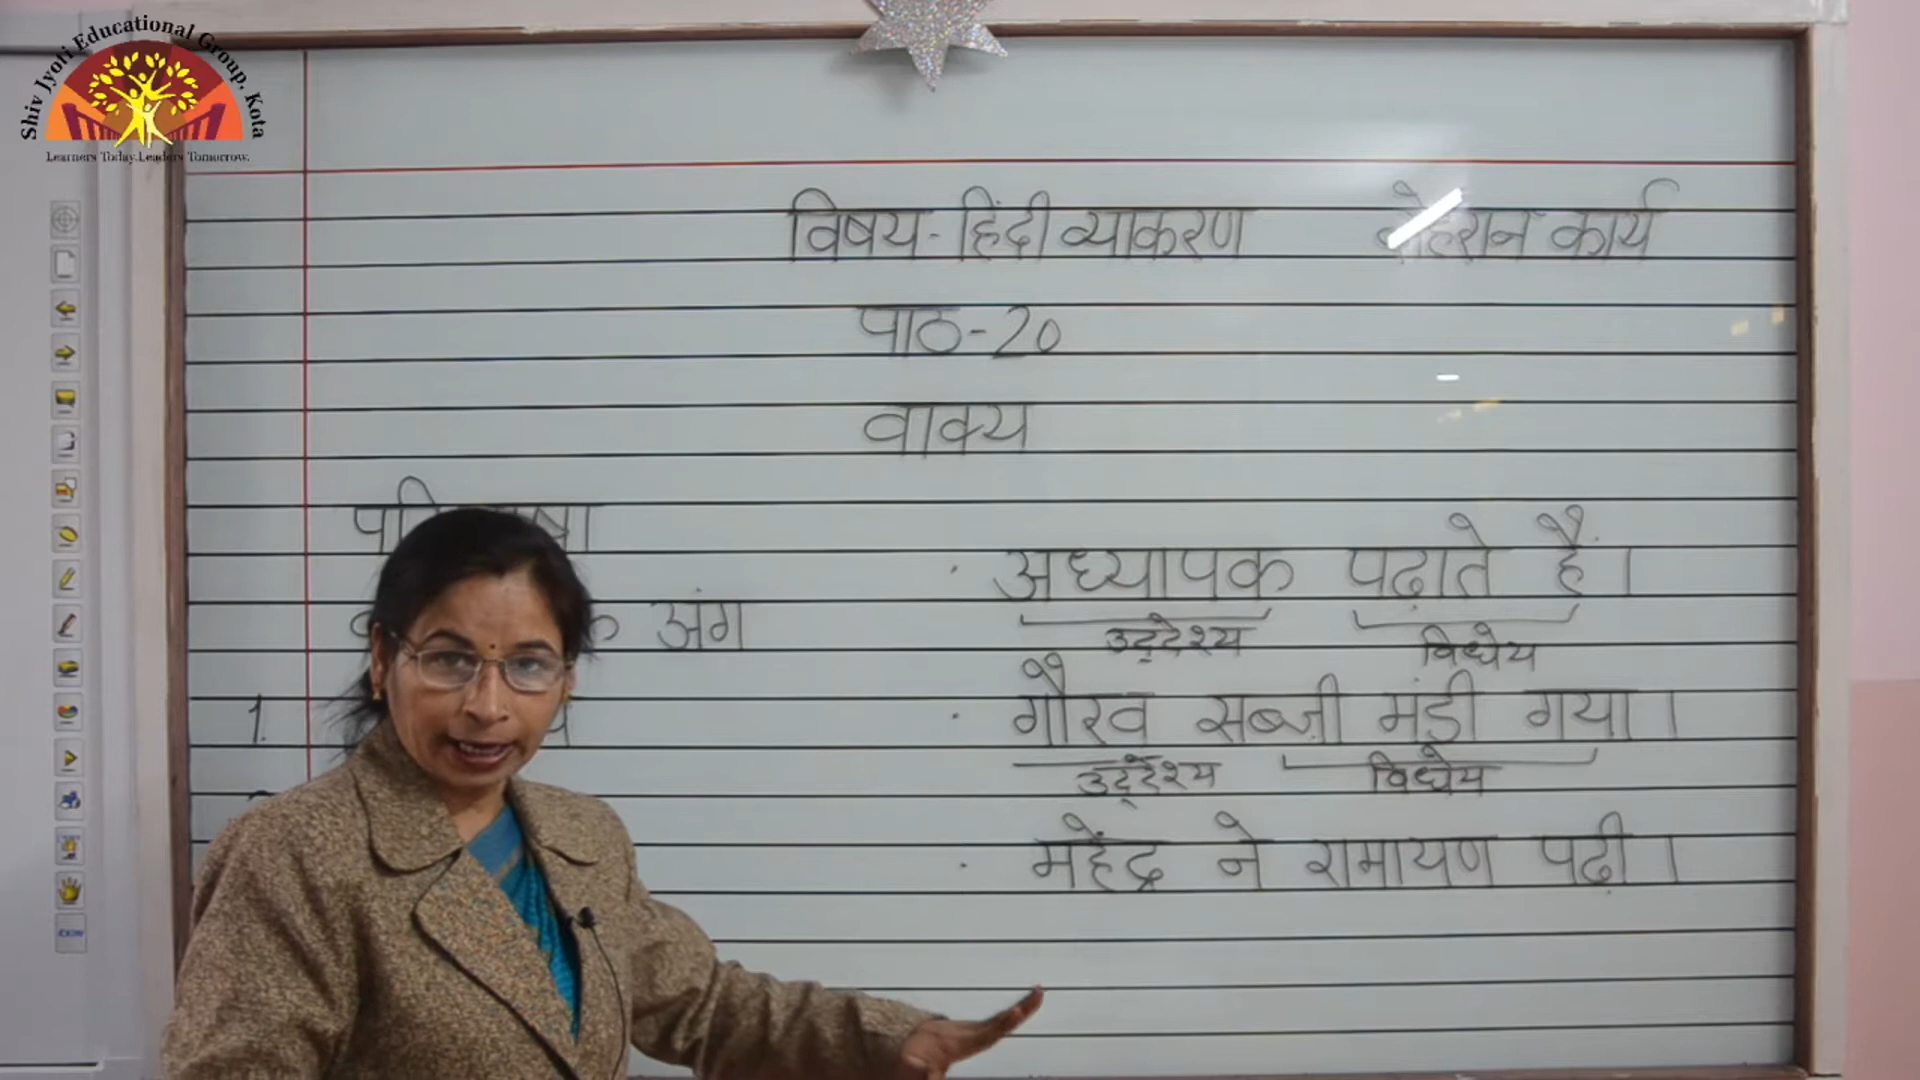 Shiv Jyoti Educational Group, Kota
Learners Today.Leaders Tomorrow.
विषय - हिंदी व्याकरण
दोहरान कार्य
पाठ - 20
वाक्य
अंग
1.
· अध्यापक पढ़ाते हैं।
उद्देश्य विधेय
· गौरव सब्ज़ी मंडी गया।
उद्देश्य विधेय
· महेंद्र ने रामायण पढ़ी।